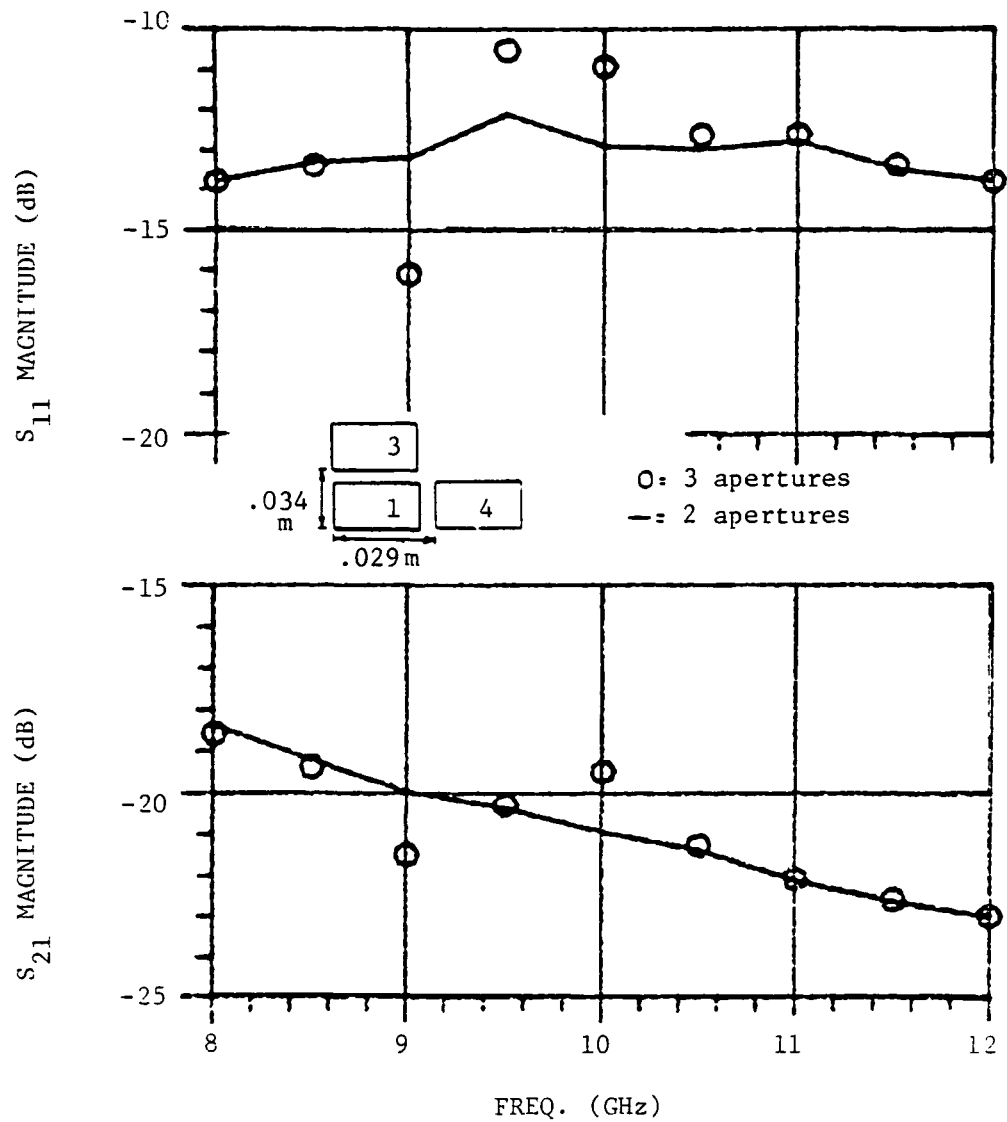 -10
-15
-20
S11 MAGNITUDE (dB)
3
1
4
.034
m
.029m
O: 3 apertures
—: 2 apertures
-15
-20
-25
S21 MAGNITUDE (dB)
8
9
10
11
12
FREQ. (GHz)